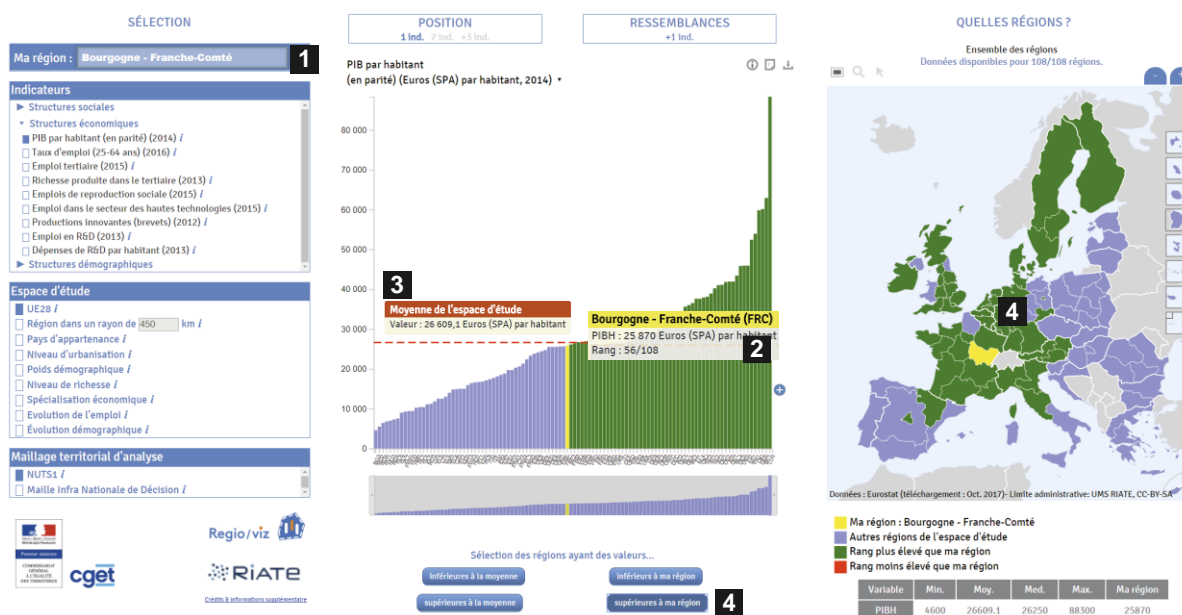 SÉLECTION
Ma région : Bourgogne - Franche-Comté
1
Indicateurs
▶ Structures sociales
▾ Structures économiques
PIB par habitant (en parité) (2014) i
Taux d'emploi (25-64 ans) (2016) i
Emploi tertiaire (2015) i
Richesse produite dans le tertiaire (2013) i
Emplois de reproduction sociale (2015) i
Emploi dans le secteur des hautes technologies (2015) i
Productions innovantes (brevets) (2012) i
Emploi en R&D (2013) i
Dépenses de R&D par habitant (2013) i
▶ Structures démographiques
Espace d'étude
UE28 i
Région dans un rayon de 450 km i
Pays d'appartenance i
Niveau d'urbanisation i
Poids démographique i
Niveau de richesse i
Spécialisation économique i
Evolution de l'emploi i
Évolution démographique i
Maillage territorial d'analyse
NUTS1 i
Maille Infra Nationale de Décision i
Premier ministre
COMMISSARIAT
GÉNÉRAL
À L'ÉGALITÉ
DES TERRITOIRES
cget
Regio/viz
RIATE
Crédits & informations supplémentaire
POSITION
1 ind. 2 ind. +3 ind.
RESSEMBLANCES
+1 ind.
PIB par habitant
(en parité) (Euros (SPA) par habitant, 2014)
80 000
70 000
60 000
50 000
40 000
30 000
20 000
10 000
0
3
Moyenne de l'espace d'étude
Valeur : 26 609,1 Euros (SPA) par habitant
Bourgogne - Franche-Comté (FRC)
PIBH : 25 870 Euros (SPA) par habitant
Rang : 56/108
2
Sélection des régions ayant des valeurs...
inférieures à la moyenne
inférieurs à ma région
supérieures à la moyenne
supérieures à ma région
4
QUELLES RÉGIONS ?
Ensemble des régions
Données disponibles pour 108/108 régions.
4
Données : Eurostat (téléchargement : Oct. 2017)- Limite administrative: UMS RIATE, CC-BY-SA
Ma région : Bourgogne - Franche-Comté
Autres régions de l'espace d'étude
Rang plus élevé que ma région
Rang moins élevé que ma région
Variable Min. Moy. Med. Max. Ma région
PIBH 4600 26609.1 26250 88300 25870